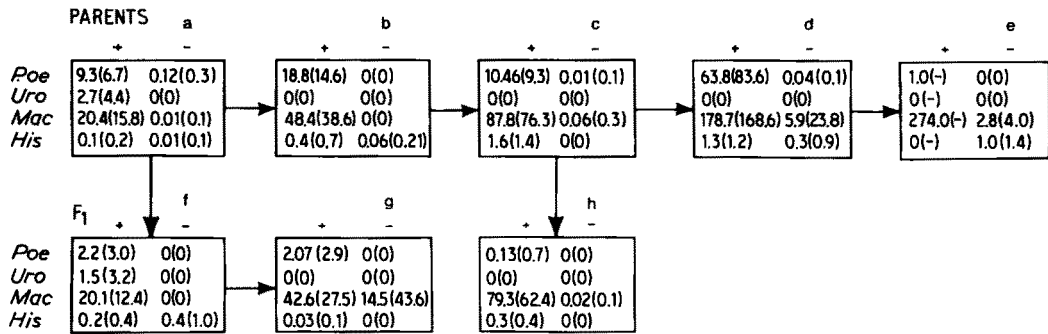 PARENTS a b c d e
+ − + − + − + − + −
Poe 9.3(6.7) 0.12(0.3) 18.8(14.6) 0(0) 10.46(9.3) 0.01(0.1) 63.8(83.6) 0.04(0.1) 1.0(-) 0(0)
Uro 2.7(4.4) 0(0) 0(0) 0(0) 0(0) 0(0) 0(0) 0(0) 0(-) 0(0)
Mac 20.4(15.8) 0.01(0.1) 48.4(38.6) 0(0) 87.8(76.3) 0.06(0.3) 178.7(168.6) 5.9(23.8) 274.0(-) 2.8(4.0)
His 0.1(0.2) 0.01(0.1) 0.4(0.7) 0.06(0.21) 1.6(1.4) 0(0) 1.3(1.2) 0.3(0.9) 0(-) 1.0(1.4)
F1 f g h
+ − + − + −
Poe 2.2(3.0) 0(0) 2.07(2.9) 0(0) 0.13(0.7) 0(0)
Uro 1.5(3.2) 0(0) 0(0) 0(0) 0(0) 0(0)
Mac 20.1(12.4) 0(0) 42.6(27.5) 14.5(43.6) 79.3(62.4) 0.02(0.1)
His 0.2(0.4) 0.4(1.0) 0.03(0.1) 0(0) 0.3(0.4) 0(0)